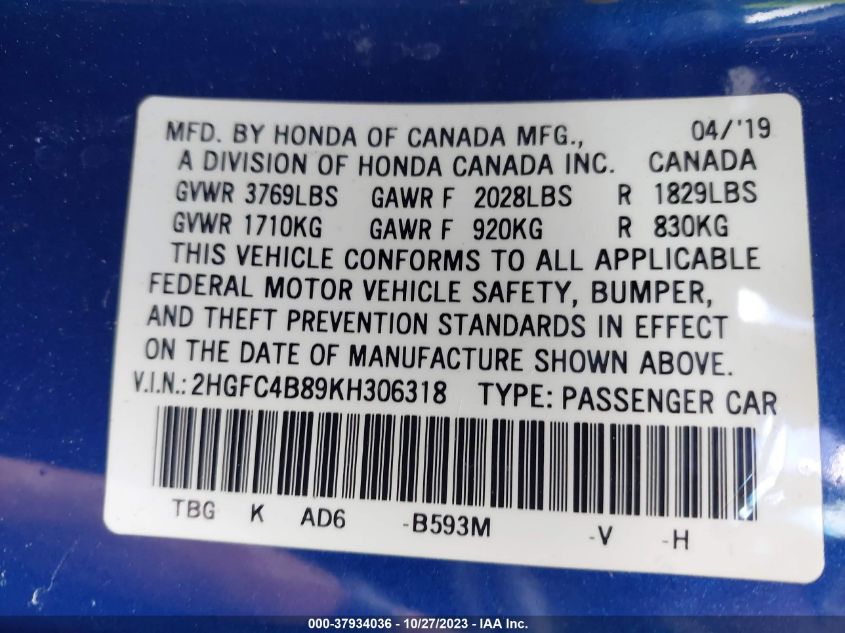 MFD. BY HONDA OF CANADA MFG., 04/'19
A DIVISION OF HONDA CANADA INC. CANADA
GVWR 3769LBS GAWR F 2028LBS R 1829LBS
GVWR 1710KG GAWR F 920KG R 830KG
THIS VEHICLE CONFORMS TO ALL APPLICABLE
FEDERAL MOTOR VEHICLE SAFETY, BUMPER,
AND THEFT PREVENTION STANDARDS IN EFFECT
ON THE DATE OF MANUFACTURE SHOWN ABOVE.
V.I.N.: 2HGFC4B89KH306318 TYPE: PASSENGER CAR
TBG K AD6 -B593M -V -H
000-37934036 - 10/27/2023 - IAA Inc.